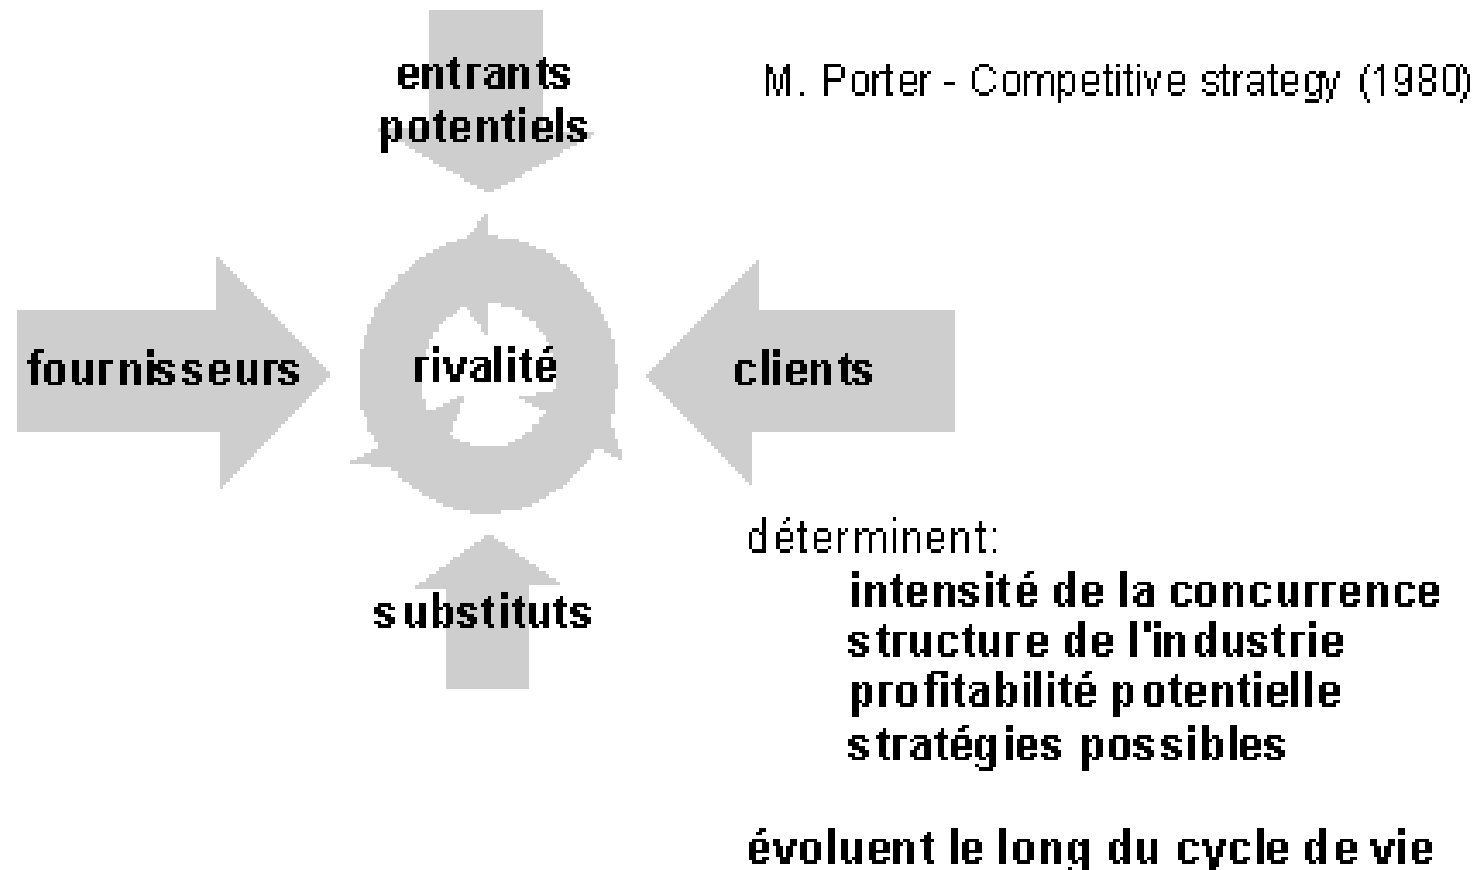 entrants
potentiels
M. Porter - Competitive strategy (1980)
fournisseurs
rivalité
clients
substituts
déterminent:
intensité de la concurrence
structure de l'industrie
profitabilité potentielle
stratégies possibles
évoluent le long du cycle de vie